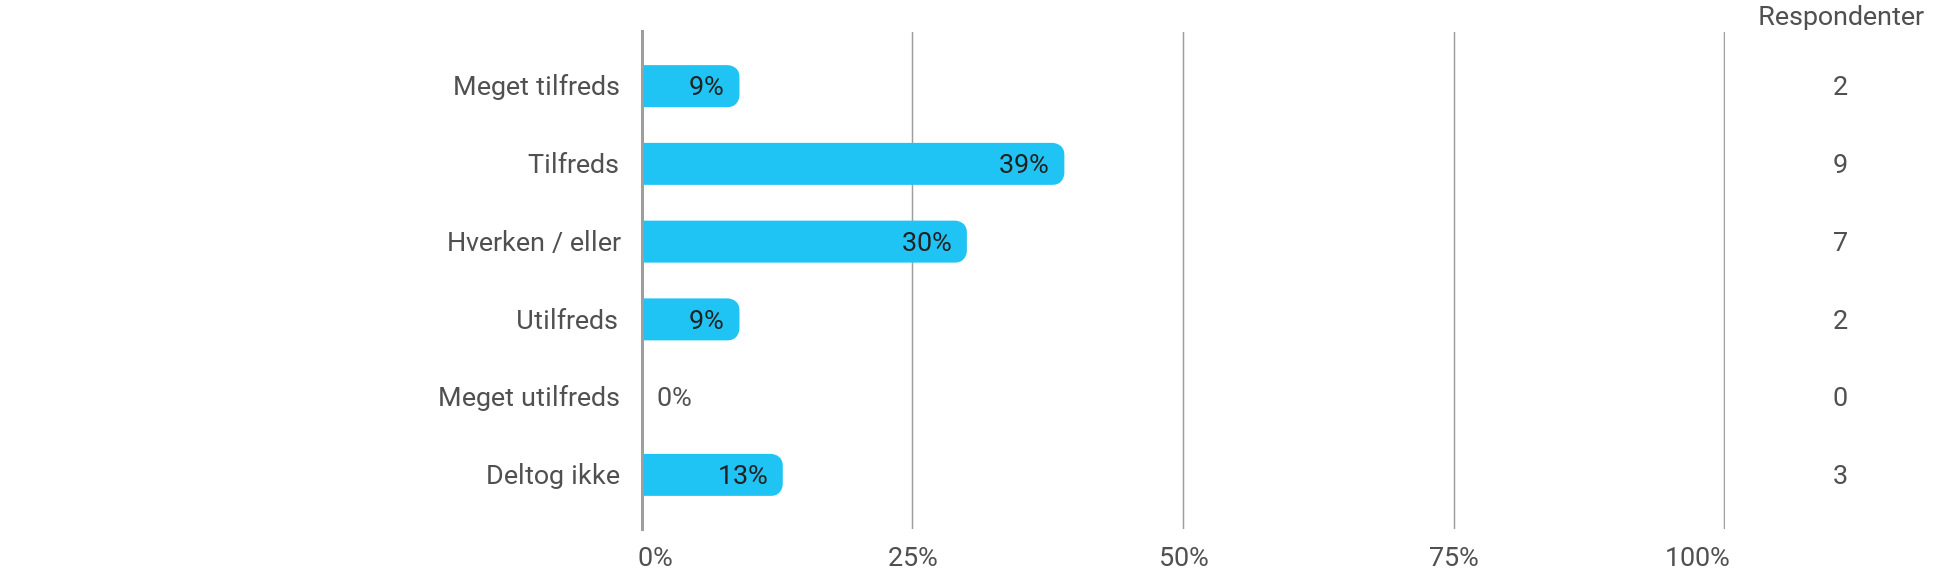 Respondenter
Meget tilfreds 9% 2
Tilfreds 39% 9
Hverken / eller 30% 7
Utilfreds 9% 2
Meget utilfreds 0% 0
Deltog ikke 13% 3
0% 25% 50% 75% 100%